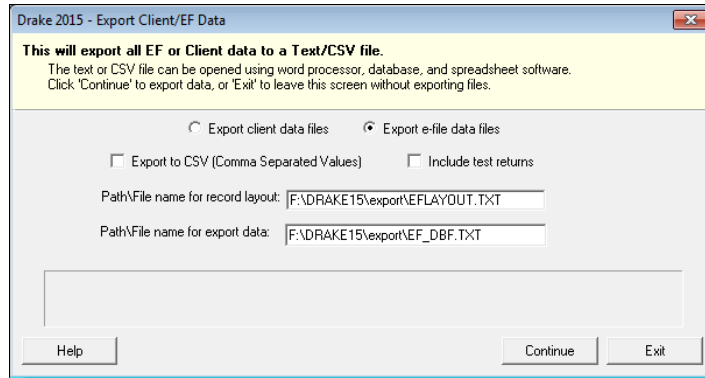 Drake 2015 - Export Client/EF Data
This will export all EF or Client data to a Text/CSV file.
The text or CSV file can be opened using word processor, database, and spreadsheet software.
Click 'Continue' to export data, or 'Exit' to leave this screen without exporting files.
Export client data files Export e-file data files
Export to CSV (Comma Separated Values) Include test returns
Path\File name for record layout: F:\DRAKE15\export\EFLAYOUT.TXT
Path\File name for export data: F:\DRAKE15\export\EF_DBF.TXT
Help Continue Exit